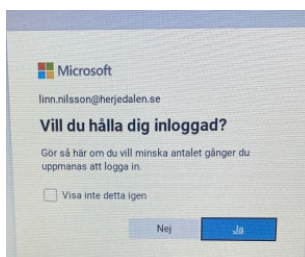 Microsoft
linn.nilsson@herjedalen.se
Vill du hålla dig inloggad?
Gör så här om du vill minska antalet gånger du
uppmanas att logga in.
Visa inte detta igen
Nej
Ja